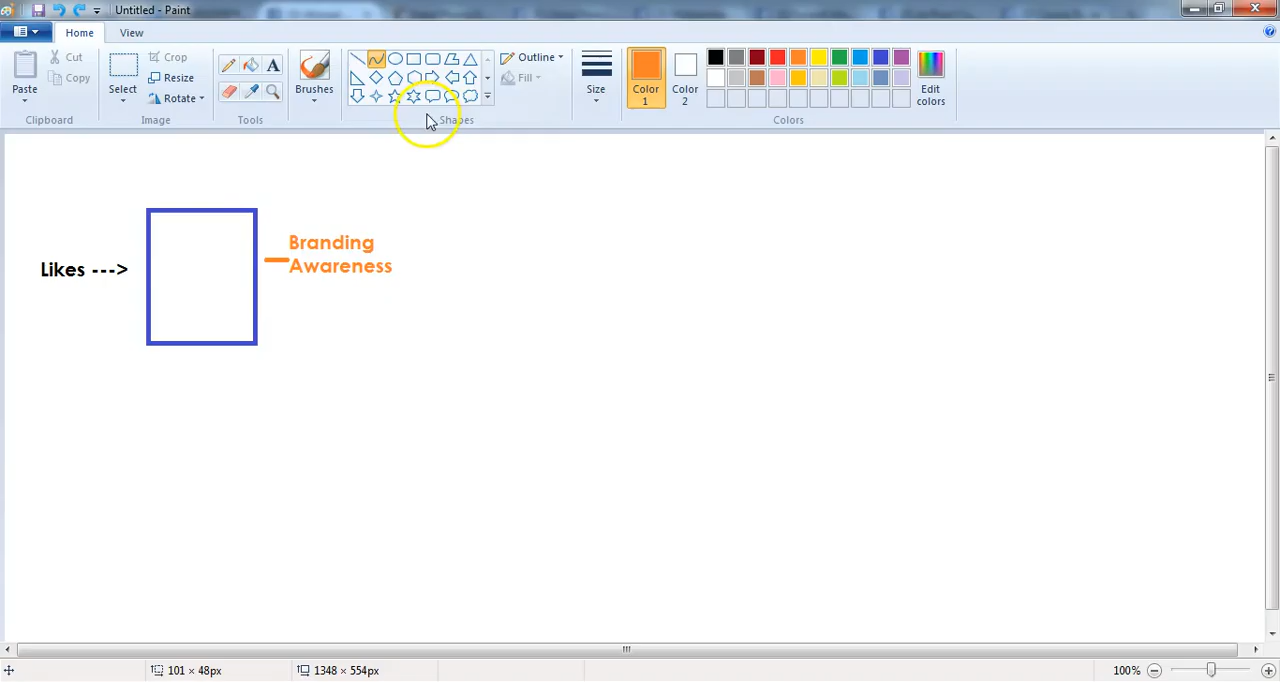 Untitled - Paint
Home
View
Paste
Cut
Copy
Clipboard
Select
Crop
Resize
Rotate
Image
A
Tools
Brushes
Outline
Fill
Shapes
Size
Color
1
Color
2
Edit
colors
Colors
Likes --->
Branding
Awareness
101 × 48px
1348 × 554px
100%